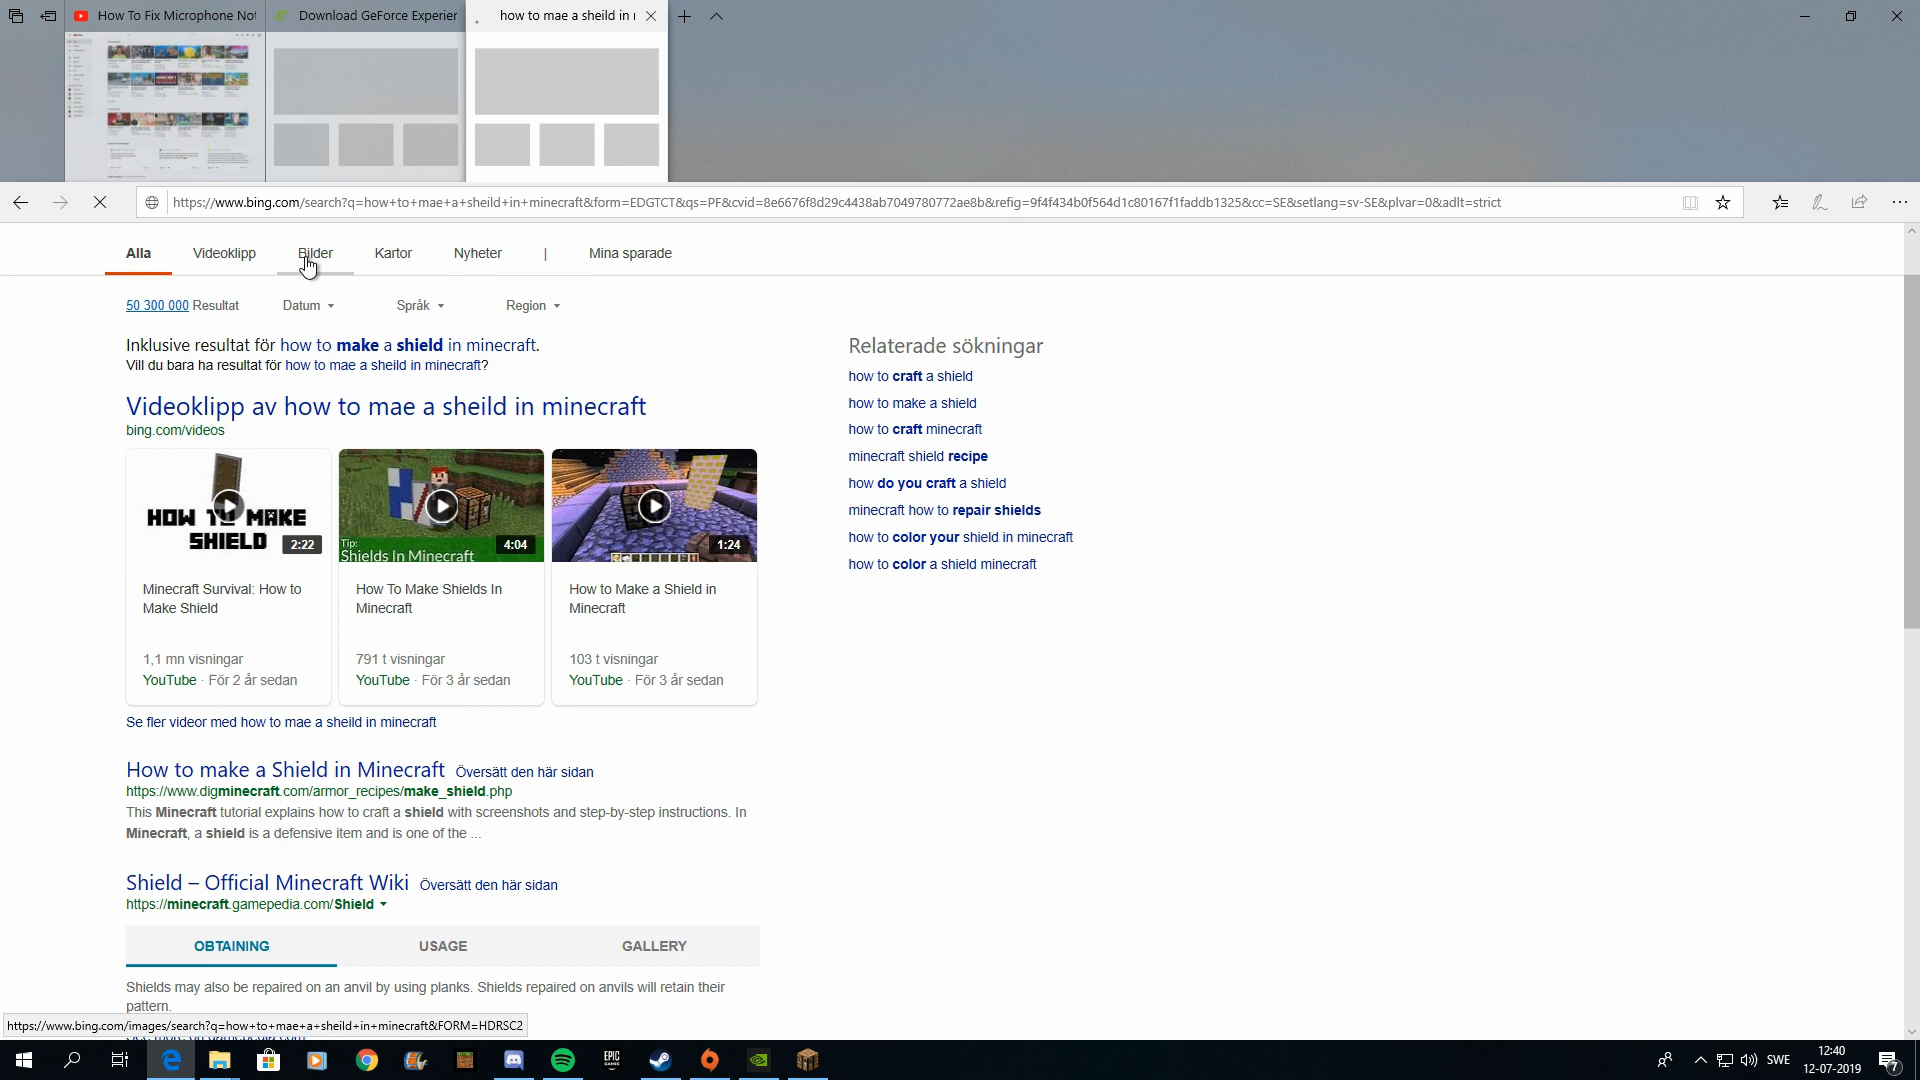 How To Fix Microphone Not
Download GeForce Experier
how to mae a sheild in
https://www.bing.com/search?q=how+to+mae+a+sheild+in+minecraft&form=EDGTCT&qs=PF&cvid=8e6676f8d29c4438ab7049780772ae8b&refig=9f4f434b0f564d1c80167f1faddb1325&cc=SE&setlang=sv-SE&plvar=0&adlt=strict
Alla Videoklipp Bilder Kartor Nyheter | Mina sparade
50 300 000 Resultat Datum Språk Region
Inklusive resultat för how to make a shield in minecraft.
Vill du bara ha resultat för how to mae a sheild in minecraft?
Videoklipp av how to mae a sheild in minecraft
bing.com/videos
HOW TO MAKE
SHIELD
2:22
Tip:
Shields In Minecraft
4:04
1:24
Minecraft Survival: How to
Make Shield
1,1 mn visningar
YouTube · För 2 år sedan
How To Make Shields In
Minecraft
791 t visningar
YouTube · För 3 år sedan
How to Make a Shield in
Minecraft
103 t visningar
YouTube · För 3 år sedan
Se fler videor med how to mae a sheild in minecraft
How to make a Shield in Minecraft Översätt den här sidan
https://www.digminecraft.com/armor_recipes/make_shield.php
This Minecraft tutorial explains how to craft a shield with screenshots and step-by-step instructions. In
Minecraft, a shield is a defensive item and is one of the ...
Shield – Official Minecraft Wiki Översätt den här sidan
https://minecraft.gamepedia.com/Shield
OBTAINING USAGE GALLERY
Shields may also be repaired on an anvil by using planks. Shields repaired on anvils will retain their
pattern.
Relaterade sökningar
how to craft a shield
how to make a shield
how to craft minecraft
minecraft shield recipe
how do you craft a shield
minecraft how to repair shields
how to color your shield in minecraft
how to color a shield minecraft
https://www.bing.com/images/search?q=how+to+mae+a+sheild+in+minecraft&FORM=HDRSC2
EPIC
GAMES
SWE
12:40
12-07-2019
7